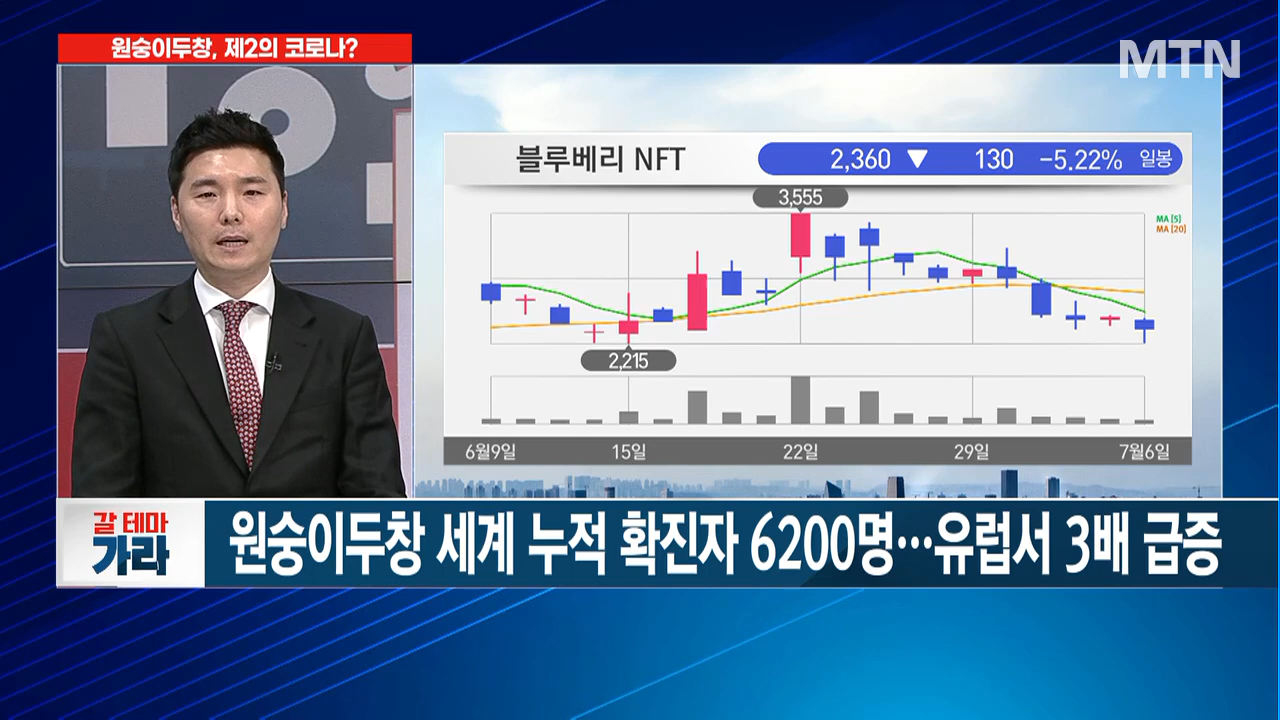 원숭이두창, 제2의 코로나?
MTN
블루베리 NFT
2,360 ▼ 130 -5.22% 일봉
3,555
MA [5]
MA [20]
2,215
6월9일 15일 22일 29일 7월6일
갈 테마
가라
원숭이두창 세계 누적 확진자 6200명…유럽서 3배 급증